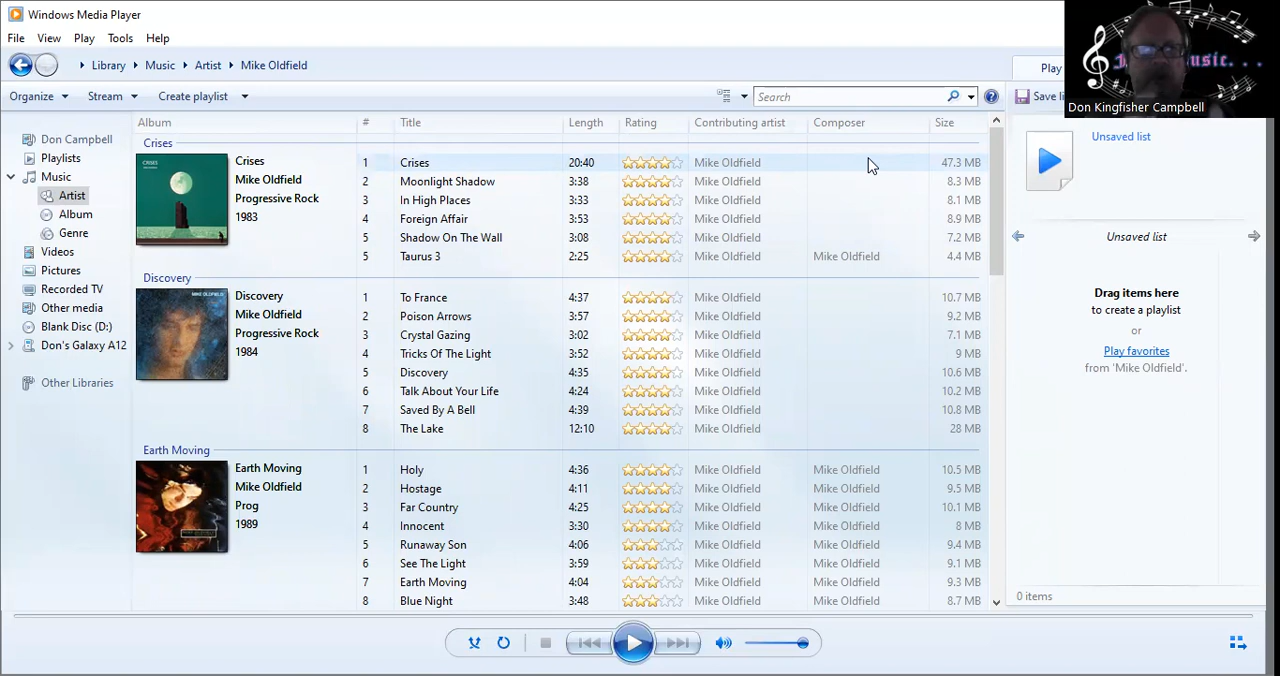 Windows Media Player
File View Play Tools Help
Library Music Artist Mike Oldfield
Play
Organize Stream Create playlist Search Save li
Don Kingfisher Campbell
Album # Title Length Rating Contributing artist Composer Size
Don Campbell
Playlists
Music
Artist
Album
Genre
Videos
Pictures
Recorded TV
Other media
Blank Disc (D:)
Don's Galaxy A12
Other Libraries
Crises
Crises
Mike Oldfield
Progressive Rock
1983
1 Crises 20:40 Mike Oldfield 47.3 MB
2 Moonlight Shadow 3:38 Mike Oldfield 8.3 MB
3 In High Places 3:33 Mike Oldfield 8.1 MB
4 Foreign Affair 3:53 Mike Oldfield 8.9 MB
5 Shadow On The Wall 3:08 Mike Oldfield 7.2 MB
5 Taurus 3 2:25 Mike Oldfield Mike Oldfield 4.4 MB
Discovery
Discovery
Mike Oldfield
Progressive Rock
1984
1 To France 4:37 Mike Oldfield 10.7 MB
2 Poison Arrows 3:57 Mike Oldfield 9.2 MB
3 Crystal Gazing 3:02 Mike Oldfield 7.1 MB
4 Tricks Of The Light 3:52 Mike Oldfield 9 MB
5 Discovery 4:35 Mike Oldfield 10.6 MB
6 Talk About Your Life 4:24 Mike Oldfield 10.2 MB
7 Saved By A Bell 4:39 Mike Oldfield 10.8 MB
8 The Lake 12:10 Mike Oldfield 28 MB
Earth Moving
Earth Moving
Mike Oldfield
Prog
1989
1 Holy 4:36 Mike Oldfield Mike Oldfield 10.5 MB
2 Hostage 4:11 Mike Oldfield Mike Oldfield 9.5 MB
3 Far Country 4:25 Mike Oldfield Mike Oldfield 10.1 MB
4 Innocent 3:30 Mike Oldfield Mike Oldfield 8 MB
5 Runaway Son 4:06 Mike Oldfield Mike Oldfield 9.4 MB
6 See The Light 3:59 Mike Oldfield Mike Oldfield 9.1 MB
7 Earth Moving 4:04 Mike Oldfield Mike Oldfield 9.3 MB
8 Blue Night 3:48 Mike Oldfield Mike Oldfield 8.7 MB
Unsaved list
Unsaved list
Drag items here
to create a playlist
or
Play favorites
from 'Mike Oldfield'.
0 items